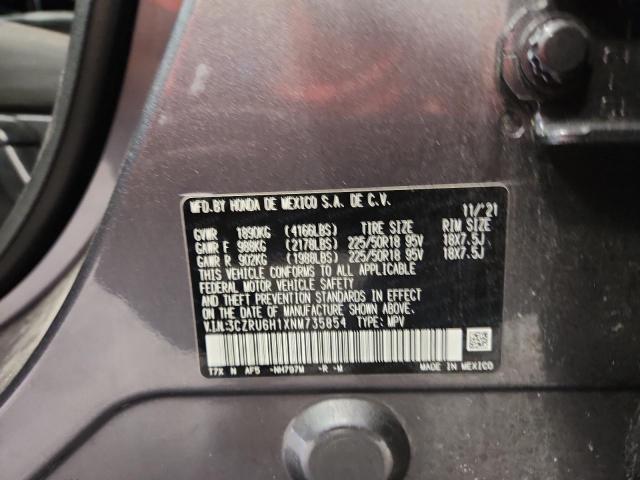 MFD.BY HONDA DE MEXICO S.A. DE C.V. 11/'21
GVWR 1890KG (4166LBS) TIRE SIZE RIM SIZE
GAWR F 988KG (2178LBS) 225/50R18 95V 18X7.5J
GAWR R 902KG (1988LBS) 225/50R18 95V 18X7.5J
THIS VEHICLE CONFORMS TO ALL APPLICABLE
FEDERAL MOTOR VEHICLE SAFETY
AND THEFT PREVENTION STANDARDS IN EFFECT
ON THE DATE OF MANUFACTURE SHOWN ABOVE.
V.I.N:3CZRU6H1XNM735854 TYPE: MPV
T7X N AF5 -NH797M -R -M MADE IN MEXICO